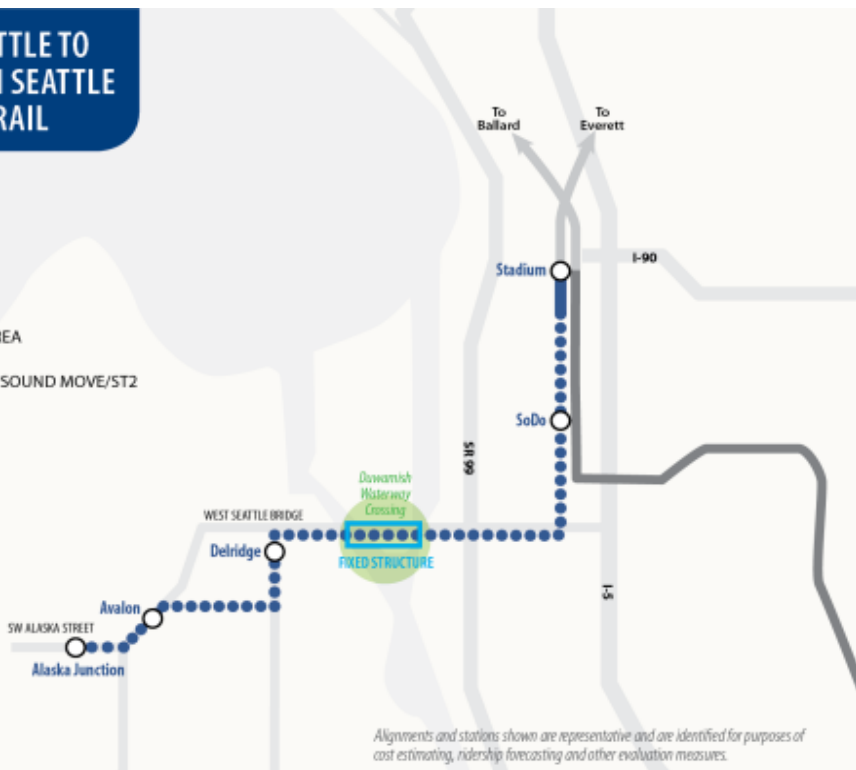 TTLE TO
SEATTLE
RAIL
To
Ballard
To
Everett
I-90
Stadium
EA
SOUND MOVE/ST2
SoDo
SR 99
Duwamish
Waterway
Crossing
WEST SEATTLE BRIDGE
Delridge
FIXED STRUCTURE
I-5
Avalon
SW ALASKA STREET
Alaska Junction
Alignments and stations shown are representative and are identified for purposes of
cost estimating, ridership forecasting and other evaluation measures.